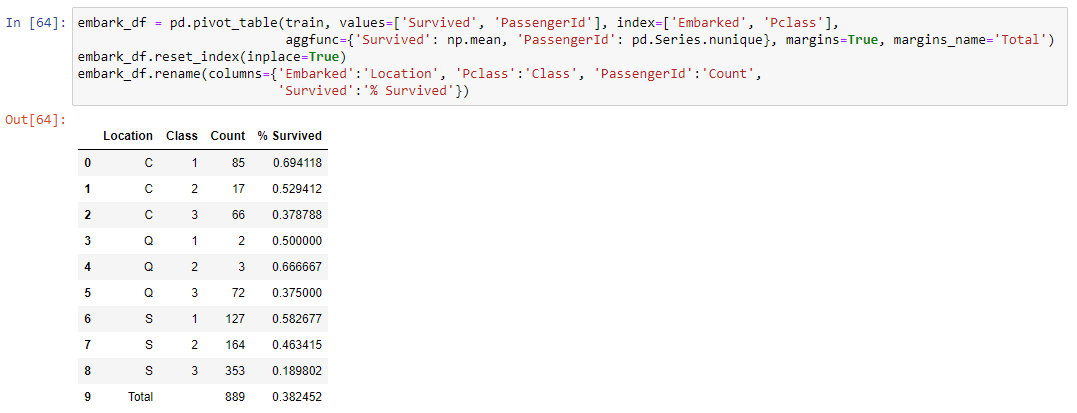 In [64]: embark_df = pd.pivot_table(train, values=['Survived', 'PassengerId'], index=['Embarked', 'Pclass'],
aggfunc={'Survived': np.mean, 'PassengerId': pd.Series.nunique}, margins=True, margins_name='Total')
embark_df.reset_index(inplace=True)
embark_df.rename(columns={'Embarked':'Location', 'Pclass':'Class', 'PassengerId':'Count',
'Survived':'% Survived'})
Out[64]:
Location Class Count % Survived
0 C 1 85 0.694118
1 C 2 17 0.529412
2 C 3 66 0.378788
3 Q 1 2 0.500000
4 Q 2 3 0.666667
5 Q 3 72 0.375000
6 S 1 127 0.582677
7 S 2 164 0.463415
8 S 3 353 0.189802
9 Total 889 0.382452